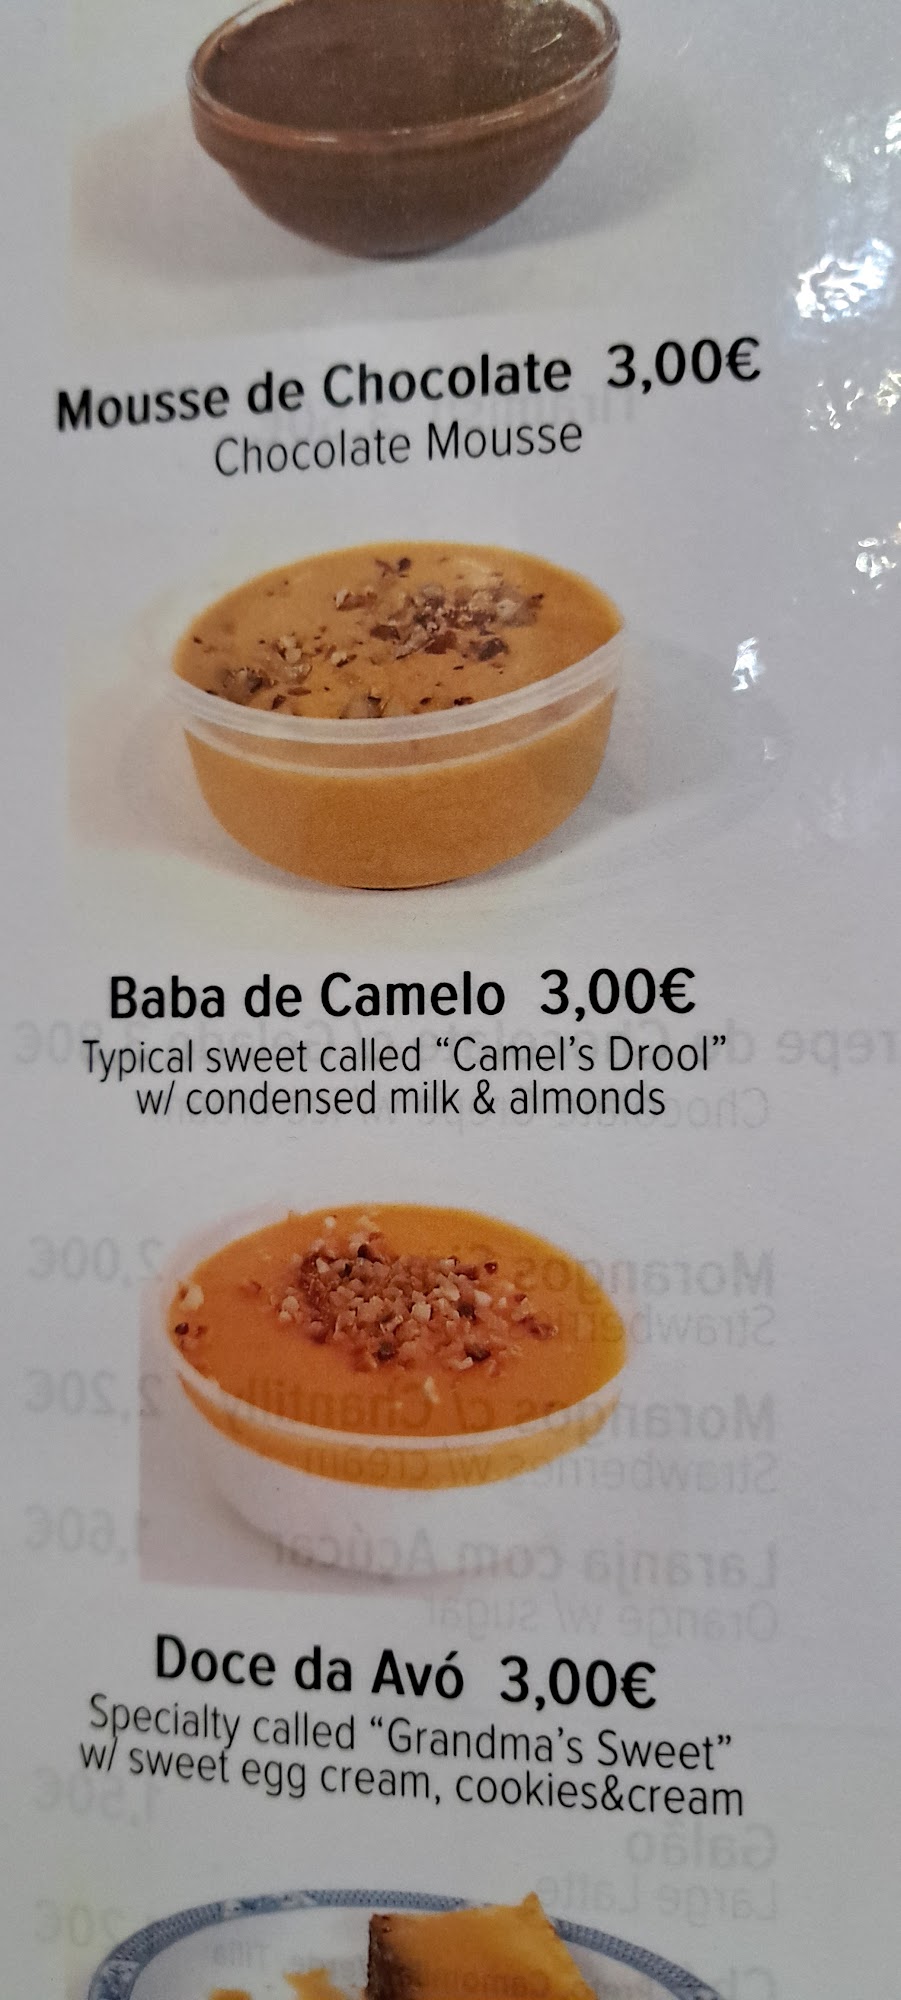 Mousse de Chocolate 3,00€
Chocolate Mousse
Baba de Camelo 3,00€
Typical sweet called “Camel’s Drool”
w/ condensed milk & almonds
Doce da Avó 3,00€
Specialty called “Grandma’s Sweet”
w/ sweet egg cream, cookies&cream